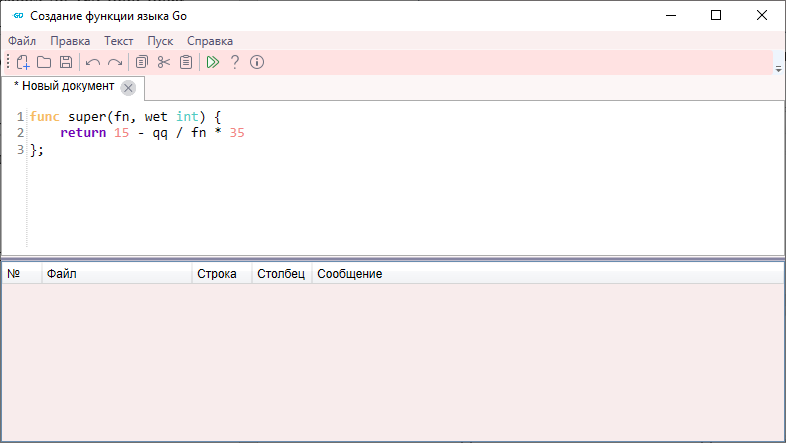 GO Создание функции языка Go
Файл Правка Текст Пуск Справка
* Новый документ
1 func super(fn, wet int) {
2 return 15 - qq / fn * 35
3 };
№ Файл Строка Столбец Сообщение